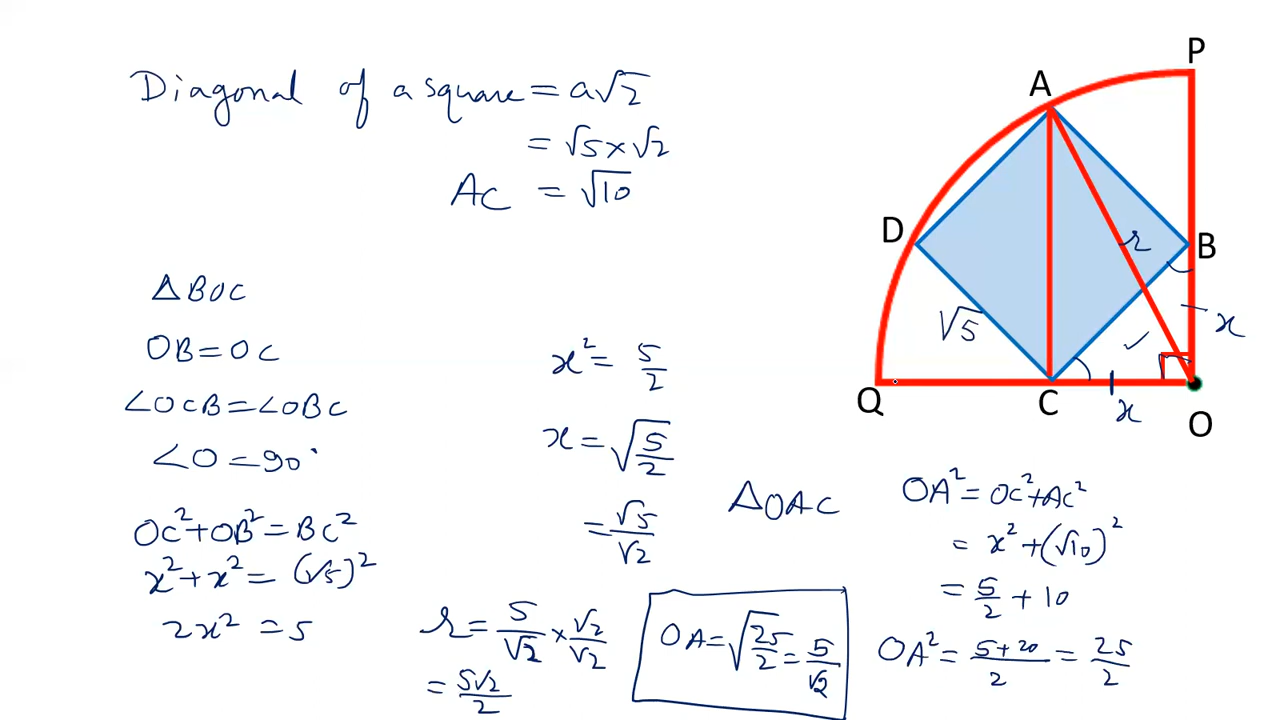 Diagonal of a square = a√2
= √5 × √2
AC = √10
△BOC
OB = OC
∠OCB = ∠OBC
∠O = 90°
OC² + OB² = BC²
x² + x² = (√5)²
2x² = 5
x² = 5/2
x = √(5/2)
= √5/√2
△OAC
OA² = OC² + AC²
= x² + (√10)²
= 5/2 + 10
OA² = (5+20)/2 = 25/2
OA = √(25/2) = 5/√2
r = 5/√2 × √2/√2
= 5√2/2
P
A
D
B
r
√5
x
x
Q
C
O